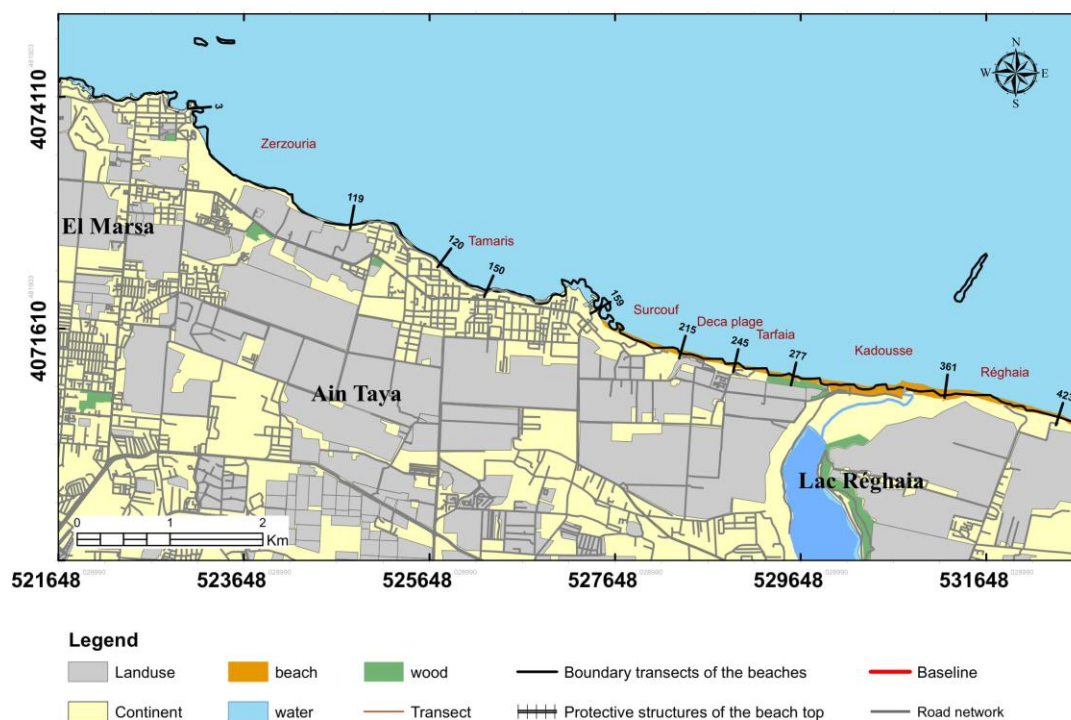 N
W E
S
4074110
4071610
3
Zerzouria
119
El Marsa
Tamaris
120
150
159
Surcouf
Deca plage
215
Tarfaia
245
277
Kadousse
361
Réghaia
423
Ain Taya
Lac Réghaia
0 1 2
Km
521648 523648 525648 527648 529648 531648
Legend
Landuse beach wood Boundary transects of the beaches Baseline
Continent water Transect Protective structures of the beach top Road network